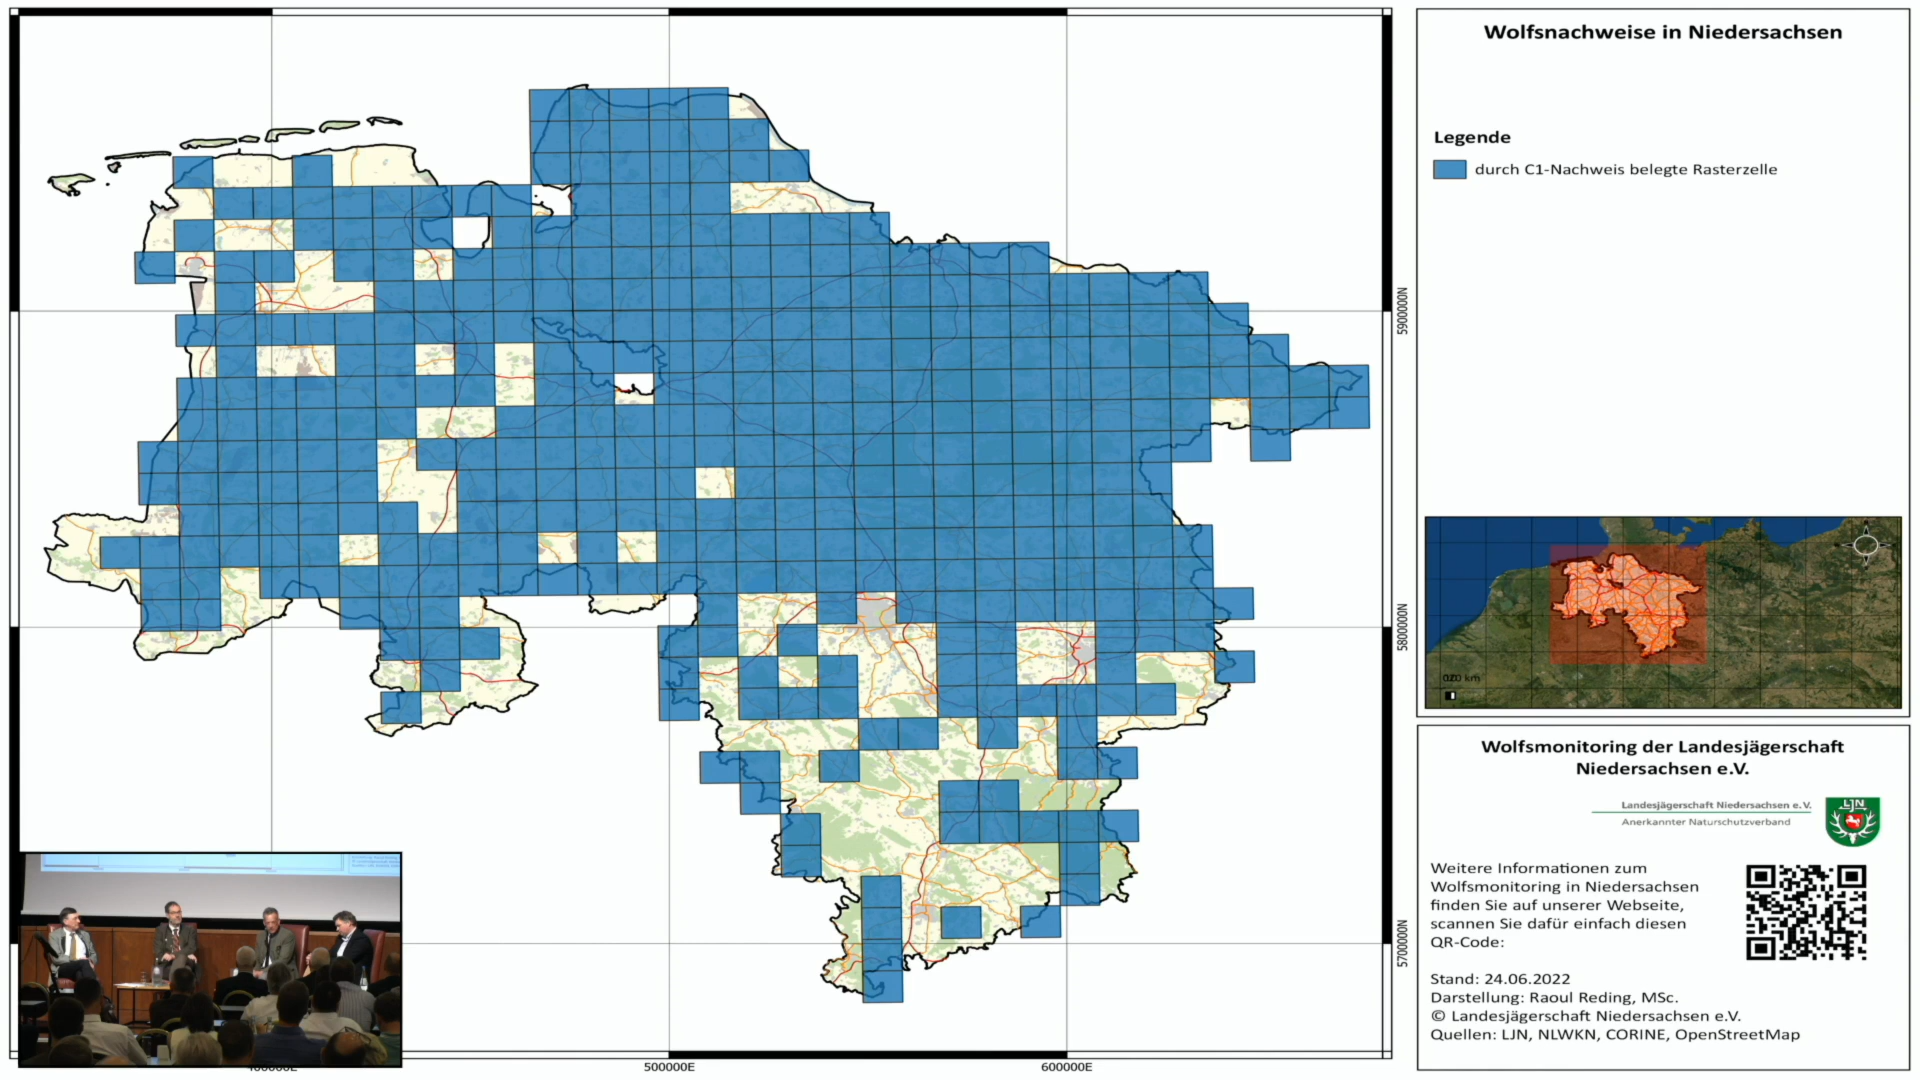 Wolfsnachweise in Niedersachsen
Legende
durch C1-Nachweis belegte Rasterzelle
5900000N
5800000N
5700000N
500000E
600000E
Wolfsmonitoring der Landesjägerschaft
Niedersachsen e.V.
Landesjägerschaft Niedersachsen e.V.
Anerkannter Naturschutzverband
LJN
Weitere Informationen zum
Wolfsmonitoring in Niedersachsen
finden Sie auf unserer Webseite,
scannen Sie dafür einfach diesen
QR-Code:
Stand: 24.06.2022
Darstellung: Raoul Reding, MSc.
© Landesjägerschaft Niedersachsen e.V.
Quellen: LJN, NLWKN, CORINE, OpenStreetMap